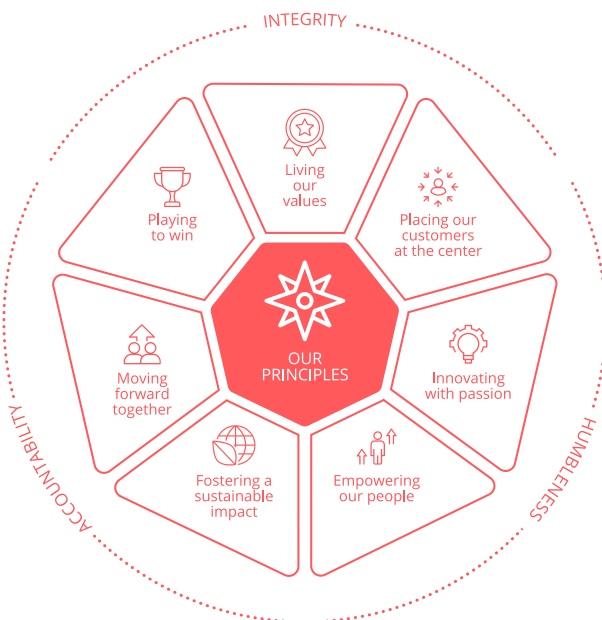 INTEGRITY
Living
our
values
Playing
to win
Placing our
customers
at the center
OUR
PRINCIPLES
Moving
forward
together
Innovating
with passion
Fostering a
sustainable
impact
Empowering
our people
ACCOUNTABILITY
HUMBLENESS